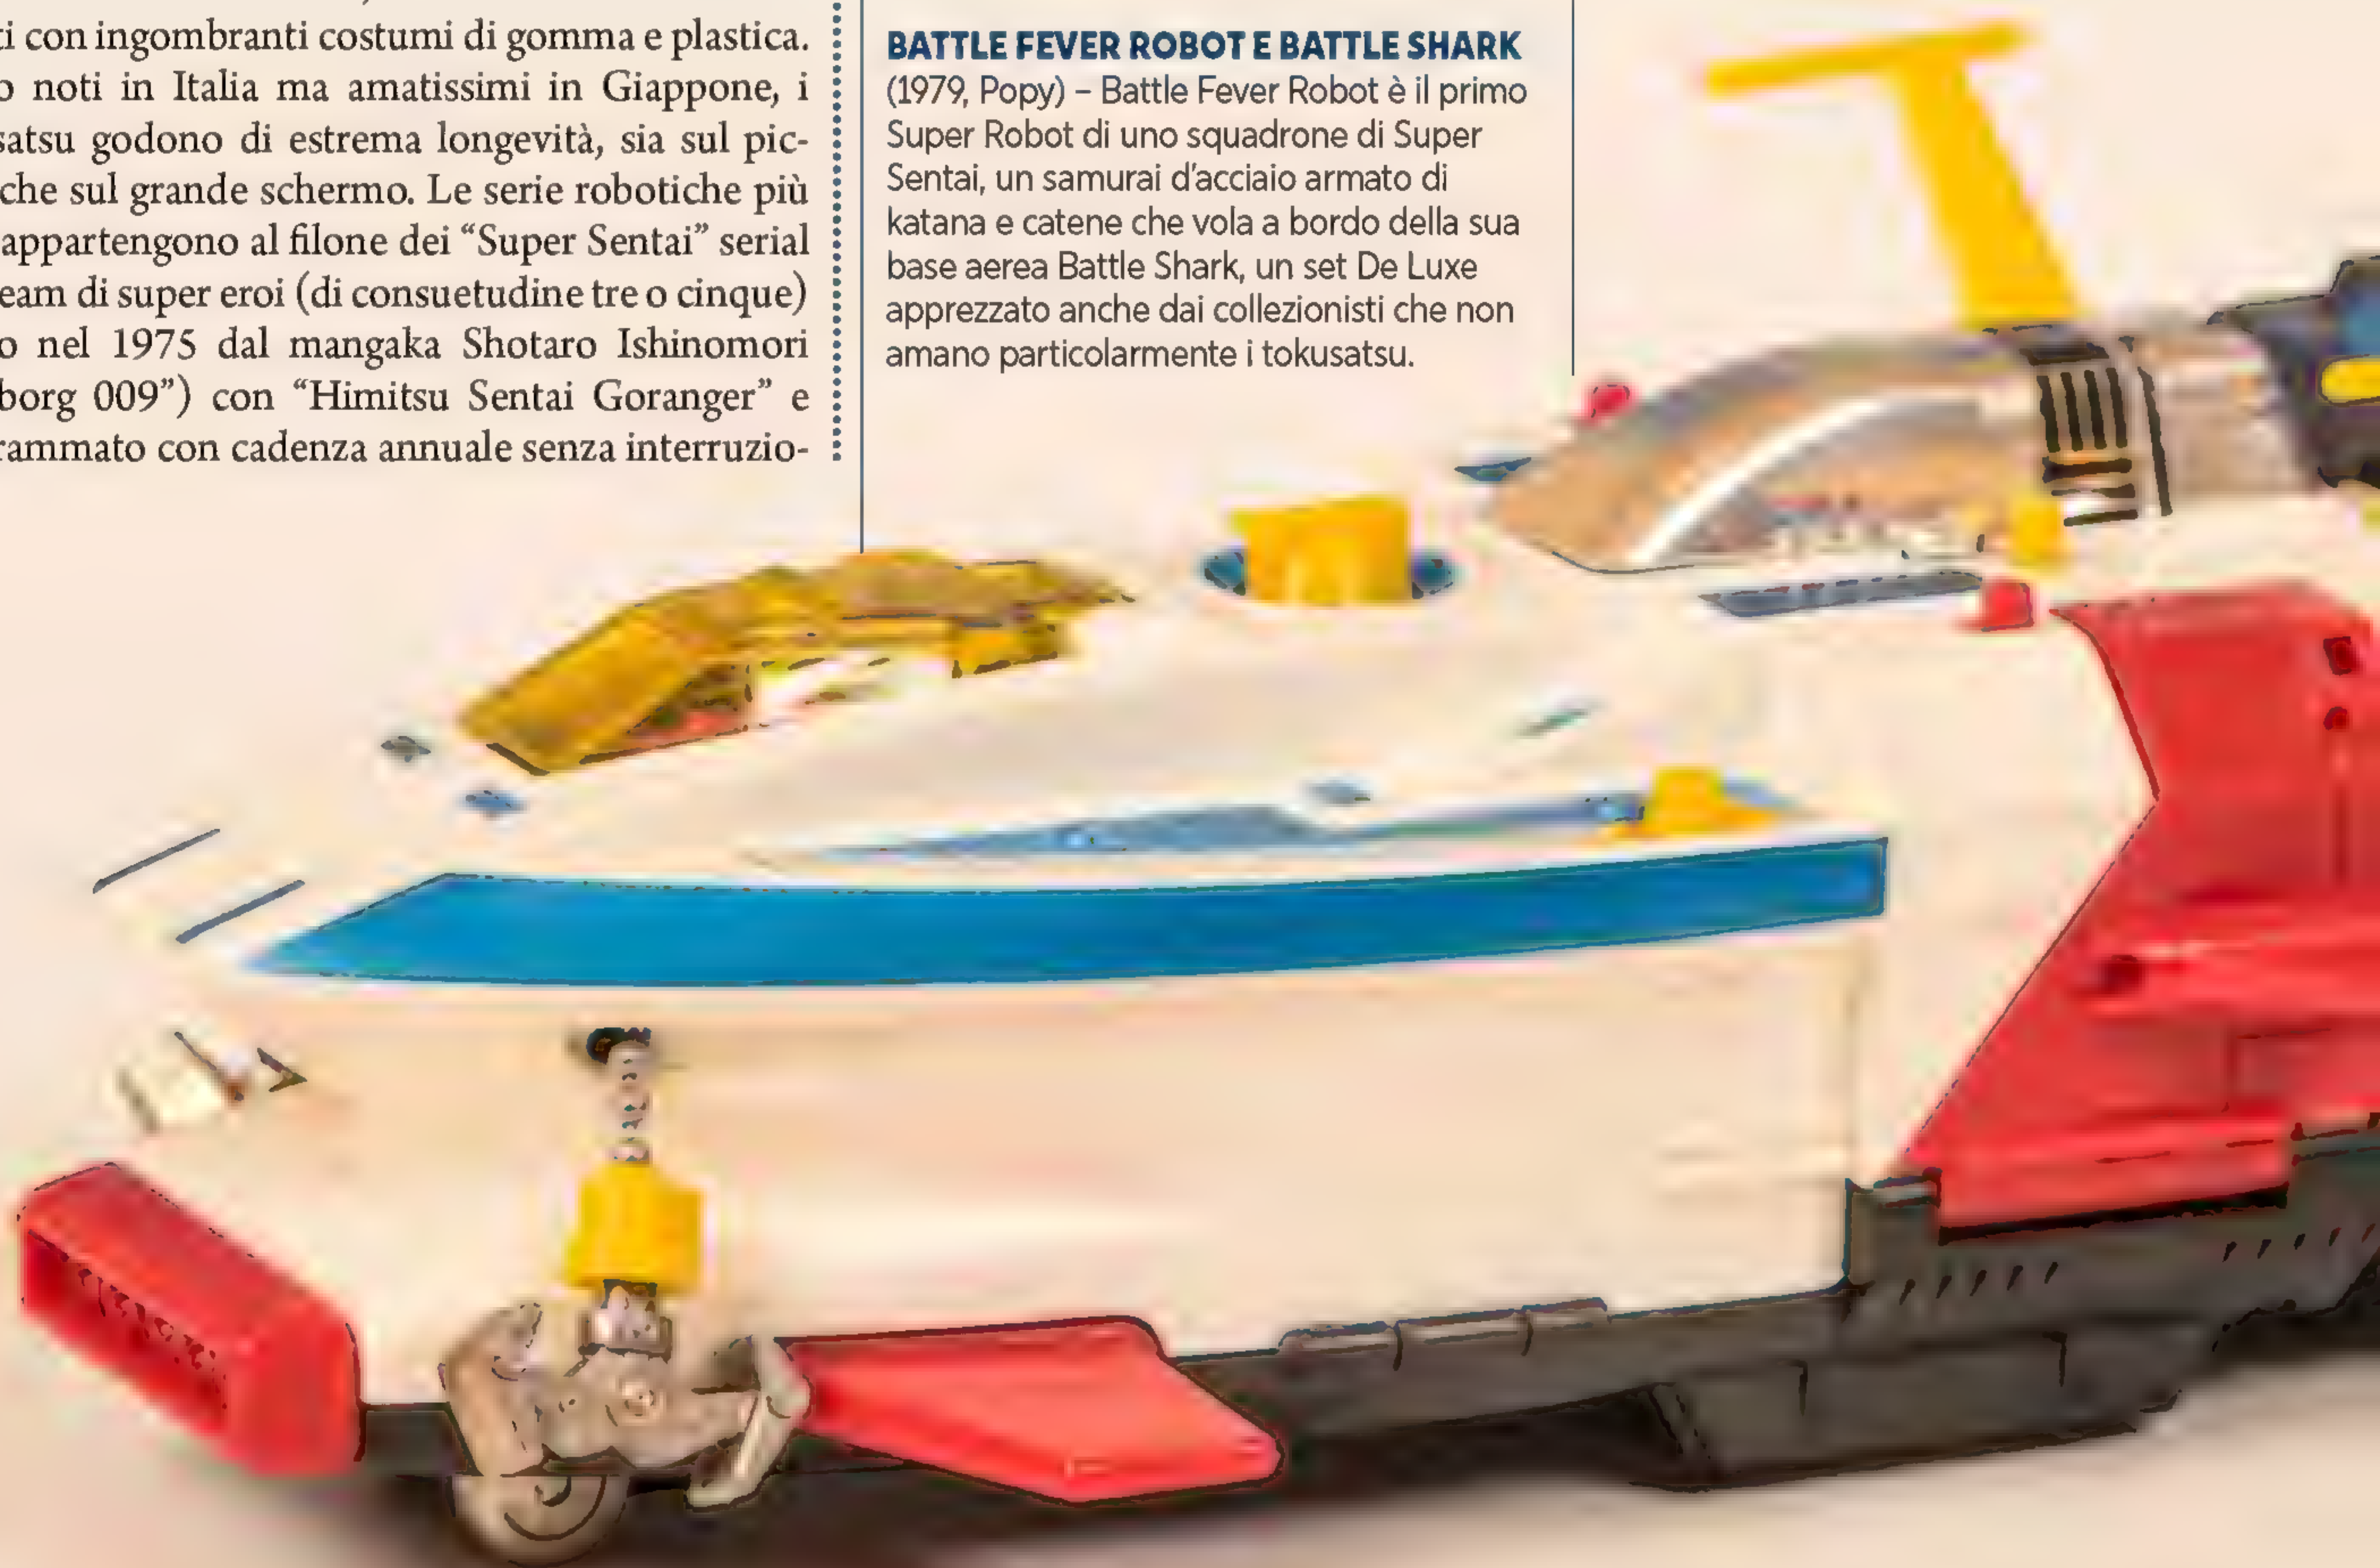 con ingombranti costumi di gomma e plastica.
noti in Italia ma amatissimi in Giappone, i
godono di estrema longevità, sia sul pic-
che sul grande schermo. Le serie robotiche più
appartengono al filone dei “Super Sentai” serial
di super eroi (di consuetudine tre o cinque)
nel 1975 dal mangaka Shotaro Ishinomori
009”) con “Himitsu Sentai Goranger” e
con cadenza annuale senza interruzio-
BATTLE FEVER ROBOT E BATTLE SHARK
(1979, Popy) – Battle Fever Robot è il primo
Super Robot di uno squadrone di Super
Sentai, un samurai d’acciaio armato di
katana e catene che vola a bordo della sua
base aerea Battle Shark, un set De Luxe
apprezzato anche dai collezionisti che non
amano particolarmente i tokusatsu.